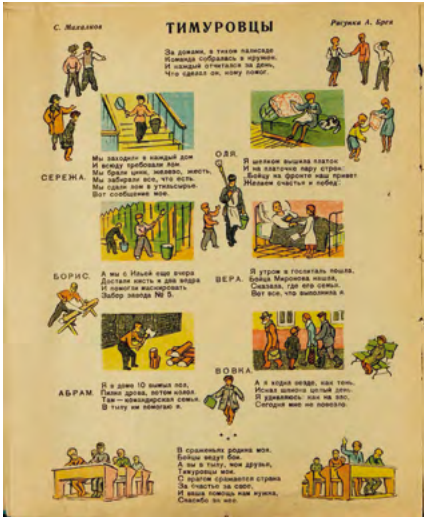 С. Михалков
ТИМУРОВЦЫ
Рисунки А. Брея
За домами, в тихом палисаде
Команда собралась в кружок.
И каждый отчитался за день,
Что сделал он, кому помог.
СЕРЕЖА.
Мы заходили в каждый дом
И всюду требовали лом.
Мы брали цинк, железо, жесть,
Мы забирали все, что есть.
Мы сдали лом в утильсырье.
Вот сообщение мое.
ОЛЯ.
Я шелком вышила платок
И на платочке пару строк:
„Бойцу на фронте наш привет
Желаем счастья и побед".
БОРИС.
А мы с Ильей еще вчера
Достали кисть и два ведра
И помогли маскировать
Забор завода № 5.
ВЕРА.
Я утром в госпиталь пошла,
Бойца Миронова нашла,
Сказала, где его семья.
Вот все, что выполнила я.
АБРАМ.
Я в доме 10 вымыл пол,
Пилил дрова, потом колол.
Там — командирская семья.
В тылу им помогаю я.
ВОВКА.
А я ходил везде, как тень,
Искал шпиона целый день.
Я удивляюсь: как на зло,
Сегодня мне не повезло.
* * *
В сраженьях родина моя.
Бойцы ведут бои.
А вы в тылу, мои друзья,
Тимуровцы мои.
С врагом сражается страна
За счастье за свое,
И ваша помощь нам нужна,
Спасибо за нее.